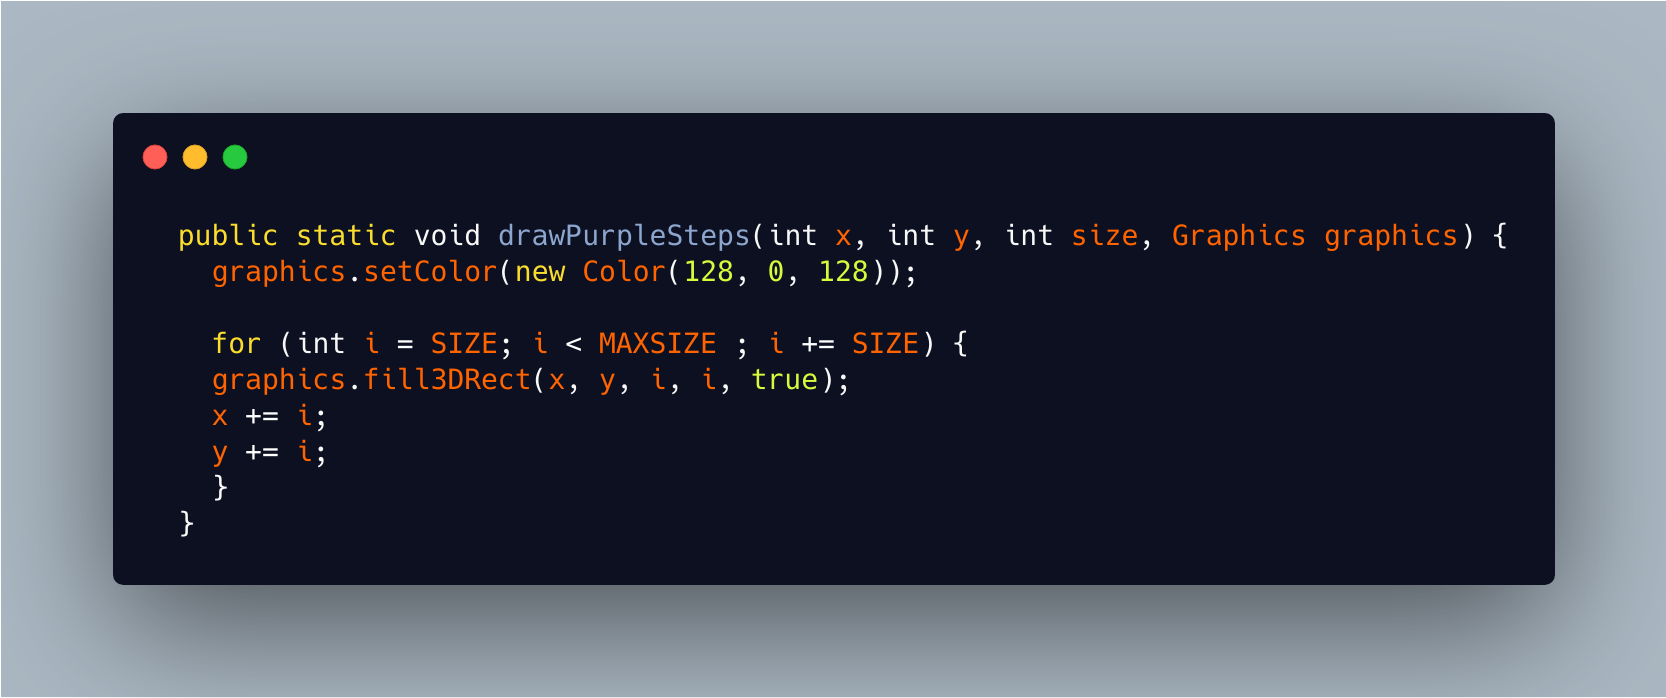 public static void drawPurpleSteps(int x, int y, int size, Graphics graphics) {
  graphics.setColor(new Color(128, 0, 128));

  for (int i = SIZE; i < MAXSIZE ; i += SIZE) {
  graphics.fill3DRect(x, y, i, i, true);
  x += i;
  y += i;
  }
}